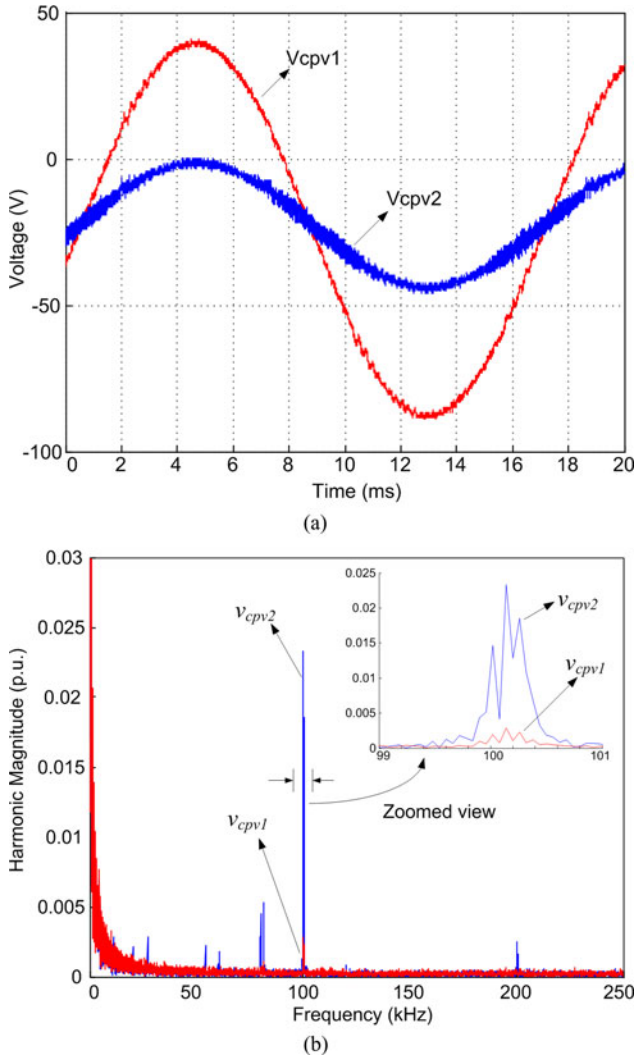 50
Vcpv1
0
Vcpv2
Voltage (V)
-50
-100
0 2 4 6 8 10 12 14 16 18 20
Time (ms)
(a)
0.03
0.025
0.02
0.015
0.01
0.005
0
Harmonic Magnitude (p.u.)
vcpv2
vcpv1
0.025
0.02
0.015
0.01
0.005
0
vcpv2
vcpv1
99 100 101
Zoomed view
0 50 100 150 200 250
Frequency (kHz)
(b)